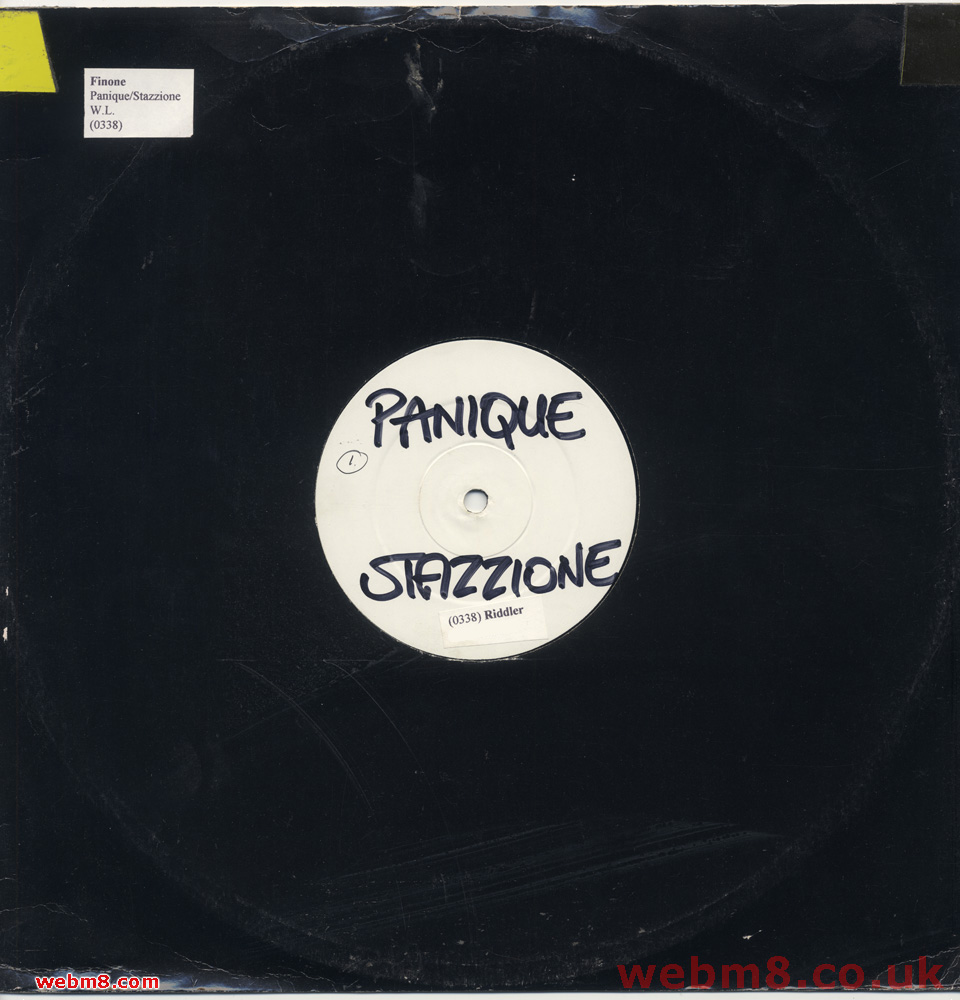 Finone
Panique/Stazzione
W.L.
(0338)
PANIQUE
1.
STAZZIONE
(0338) Riddler
webm8.com
webm8.co.uk